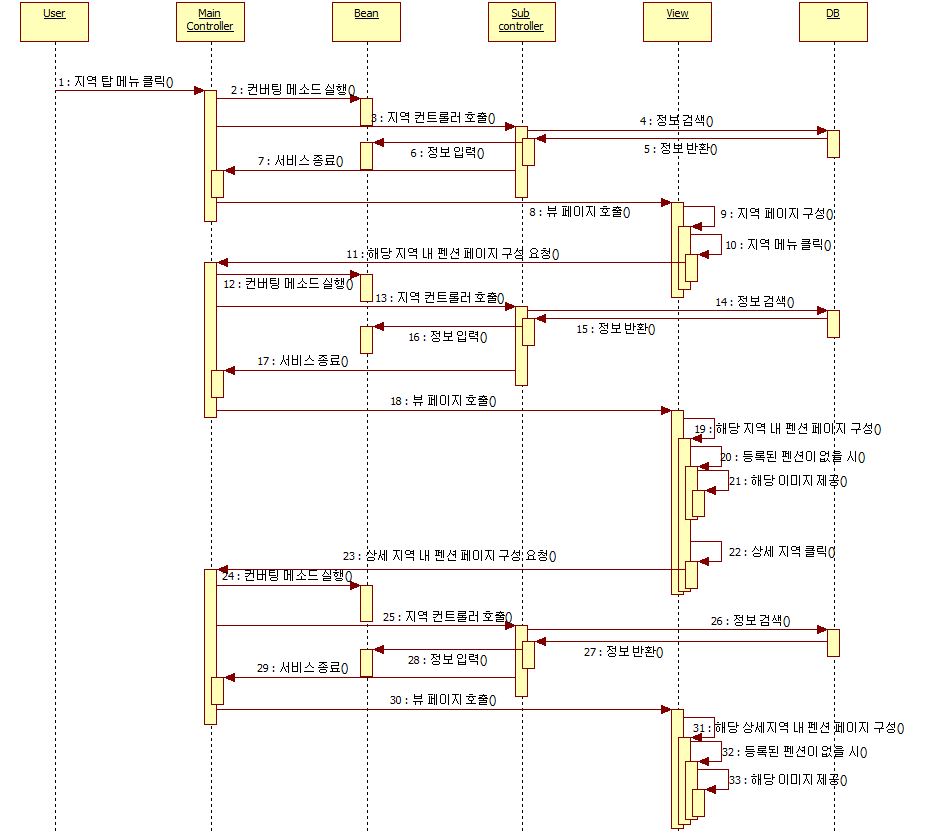 User
Main
Controller
Bean
Sub
controller
View
DB
1 : 지역 탑 메뉴 클릭()
2 : 컨버팅 메소드 실행()
3 : 지역 컨트롤러 호출()
4 : 정보 검색()
5 : 정보 반환()
6 : 정보 입력()
7 : 서비스 종료()
8 : 뷰 페이지 호출()
9 : 지역 페이지 구성()
10 : 지역 메뉴 클릭()
11 : 해당 지역 내 펜션 페이지 구성 요청()
12 : 컨버팅 메소드 실행()
13 : 지역 컨트롤러 호출()
14 : 정보 검색()
15 : 정보 반환()
16 : 정보 입력()
17 : 서비스 종료()
18 : 뷰 페이지 호출()
19 : 해당 지역 내 펜션 페이지 구성()
20 : 등록된 펜션이 없을 시()
21 : 해당 이미지 제공()
22 : 상세 지역 클릭()
23 : 상세 지역 내 펜션 페이지 구성 요청()
24 : 컨버팅 메소드 실행()
25 : 지역 컨트롤러 호출()
26 : 정보 검색()
27 : 정보 반환()
28 : 정보 입력()
29 : 서비스 종료()
30 : 뷰 페이지 호출()
31 : 해당 상세지역 내 펜션 페이지 구성()
32 : 등록된 펜션이 없을 시()
33 : 해당 이미지 제공()